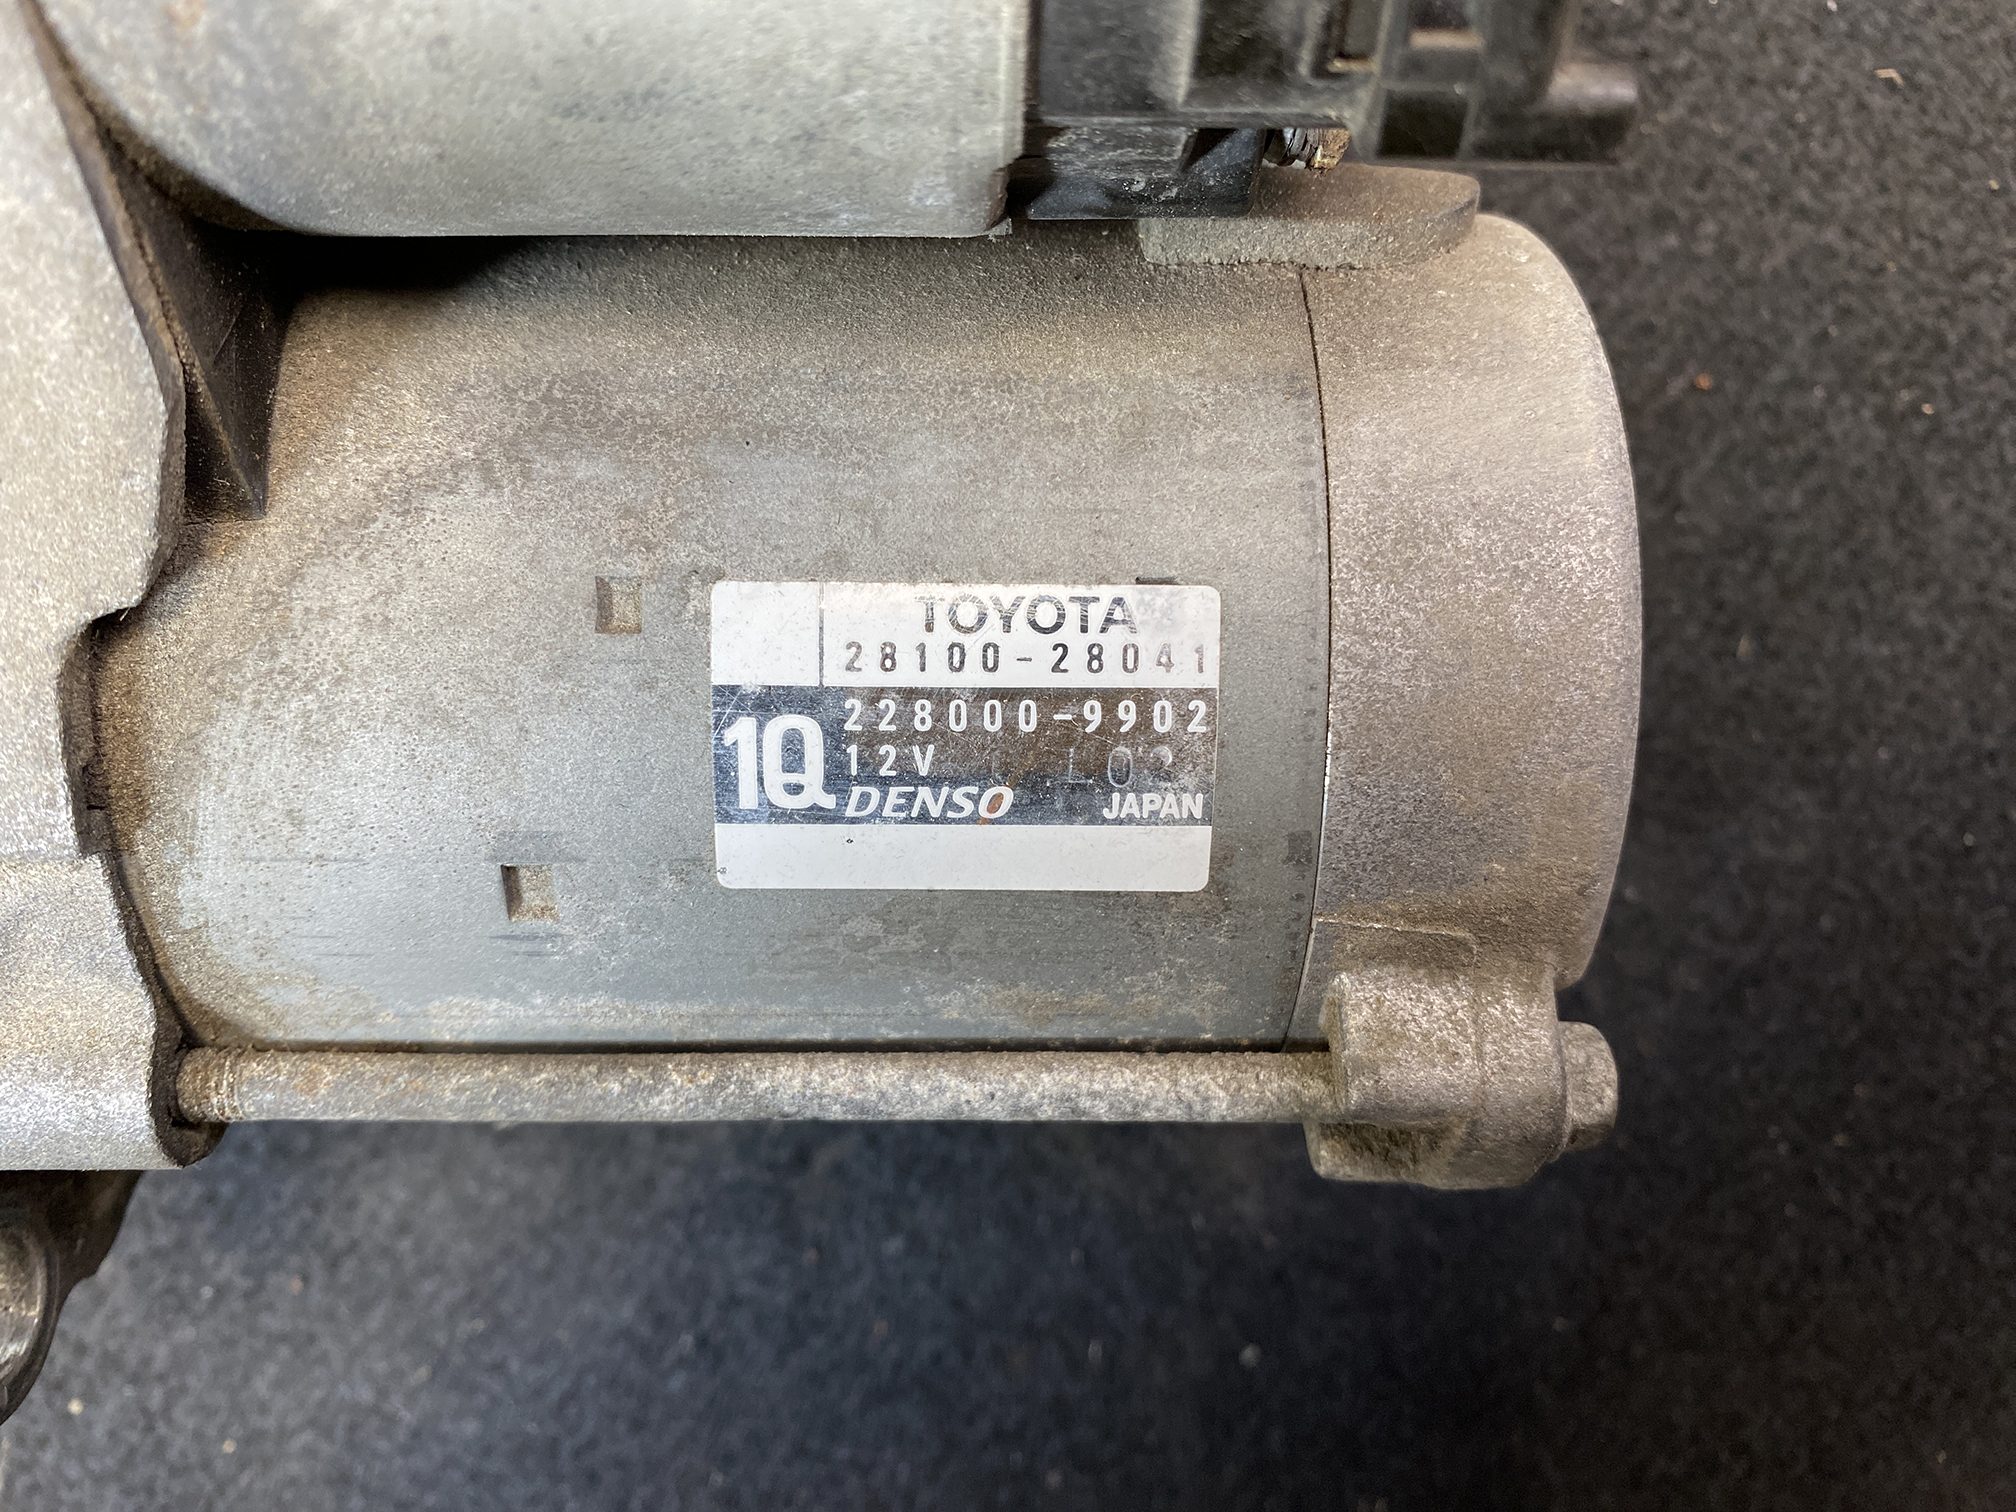 TOYOTA
28100-28041
228000-9902
1Q
12V
DENSO JAPAN